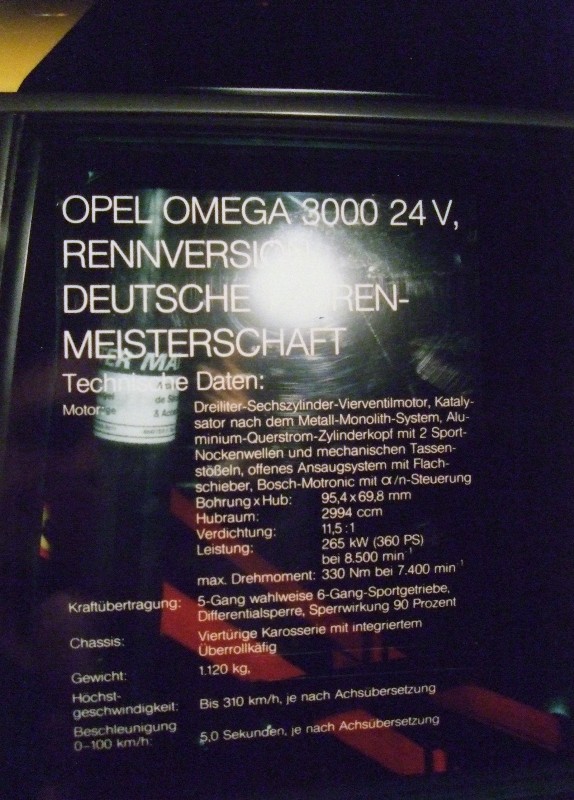 OPEL OMEGA 3000 24 V,
RENNVERSION
DEUTSCHE TOUREN-
MEISTERSCHAFT
Technische Daten:
Motor:
Dreiliter-Sechszylinder-Vierventilmotor, Kataly-
sator nach dem Metall-Monolith-System, Alu-
minium-Querstrom-Zylinderkopf mit 2 Sport-
Nockenwellen und mechanischen Tassen-
stößeln, offenes Ansaugsystem mit Flach-
schieber, Bosch-Motronic mit α/n-Steuerung
Bohrung x Hub: 95,4 x 69,8 mm
Hubraum: 2994 ccm
Verdichtung: 11,5 : 1
Leistung: 265 kW (360 PS)
bei 8.500 min⁻¹
max. Drehmoment: 330 Nm bei 7.400 min⁻¹
Kraftübertragung: 5-Gang wahlweise 6-Gang-Sportgetriebe,
Differentialsperre, Sperrwirkung 90 Prozent
Chassis: Viertürige Karosserie mit integriertem
Überrollkäfig
Gewicht: 1.120 kg,
Höchst-
geschwindigkeit: Bis 310 km/h, je nach Achsübersetzung
Beschleunigung
0–100 km/h: 5,0 Sekunden, je nach Achsübersetzung